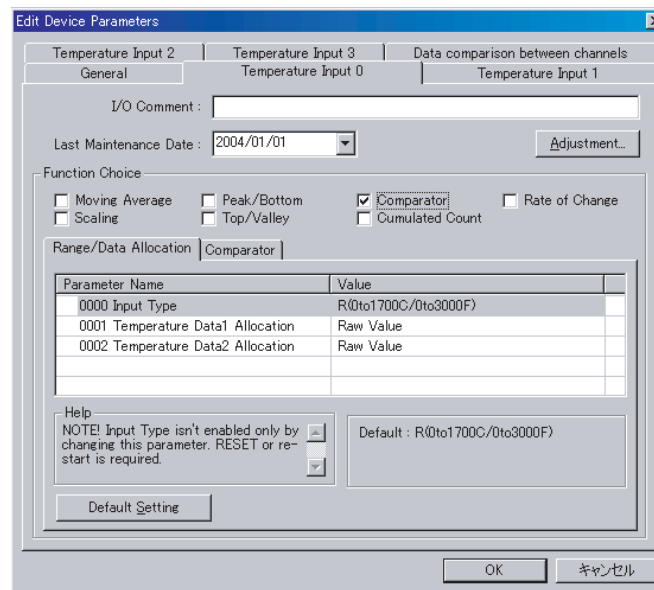 Edit Device Parameters
Temperature Input 2 Temperature Input 3 Data comparison between channels
General Temperature Input 0 Temperature Input 1
I/O Comment :
Last Maintenance Date : 2004/01/01 Adjustment...
Function Choice
Moving Average Peak/Bottom Comparator Rate of Change
Scaling Top/Valley Cumulated Count
Range/Data Allocation Comparator
Parameter Name Value
0000 Input Type R(0to1700C/0to3000F)
0001 Temperature Data1 Allocation Raw Value
0002 Temperature Data2 Allocation Raw Value
Help
NOTE! Input Type isn't enabled only by
changing this parameter. RESET or re-
start is required.
Default : R(0to1700C/0to3000F)
Default Setting
OK キャンセル